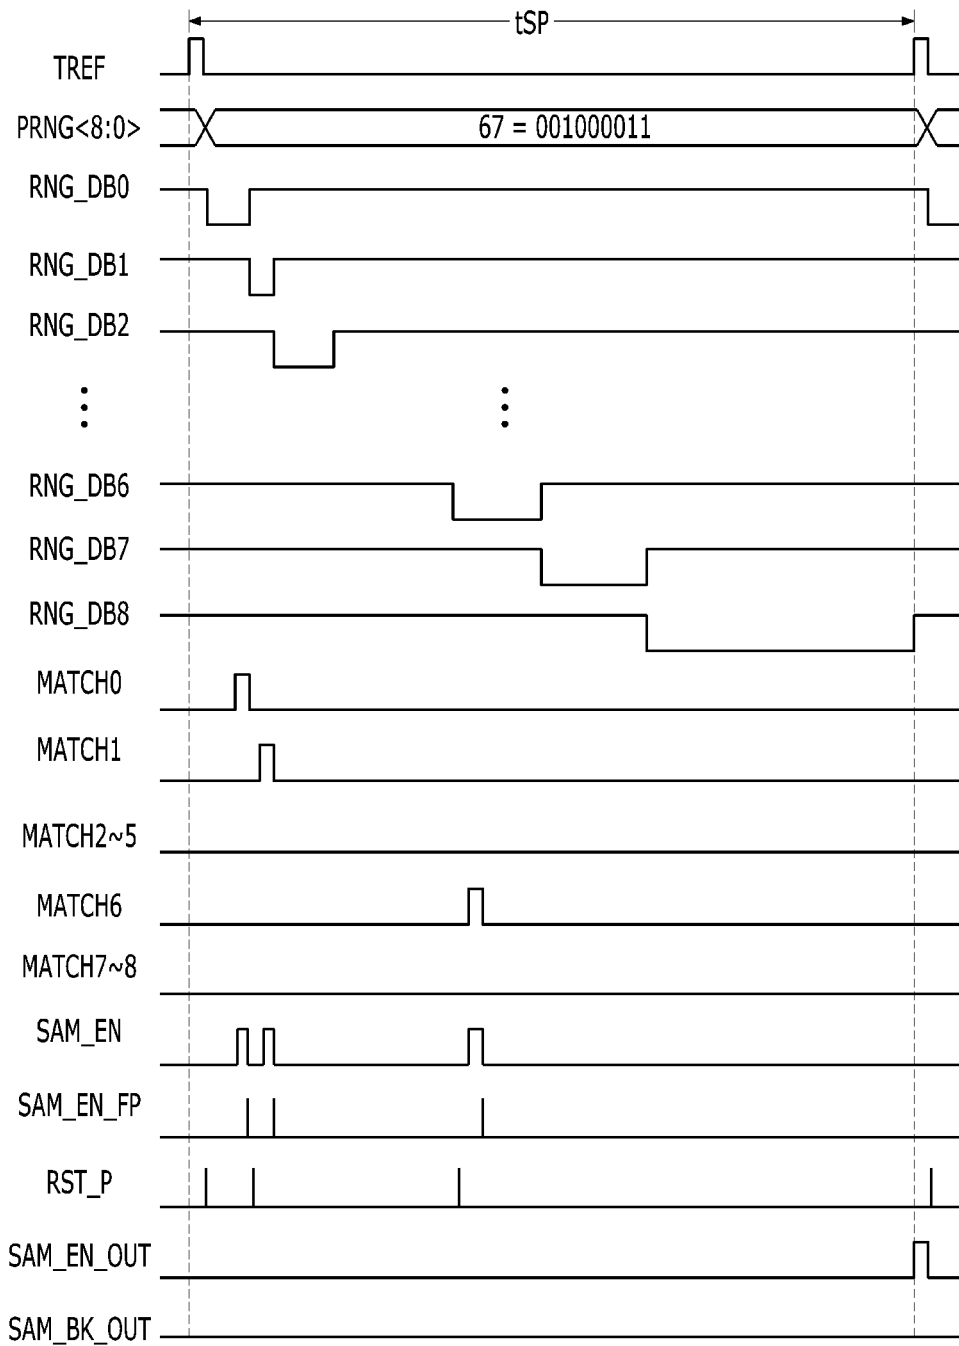 tSP
TREF
PRNG<8:0>
67 = 001000011
RNG_DB0
RNG_DB1
RNG_DB2
RNG_DB6
RNG_DB7
RNG_DB8
MATCH0
MATCH1
MATCH2~5
MATCH6
MATCH7~8
SAM_EN
SAM_EN_FP
RST_P
SAM_EN_OUT
SAM_BK_OUT